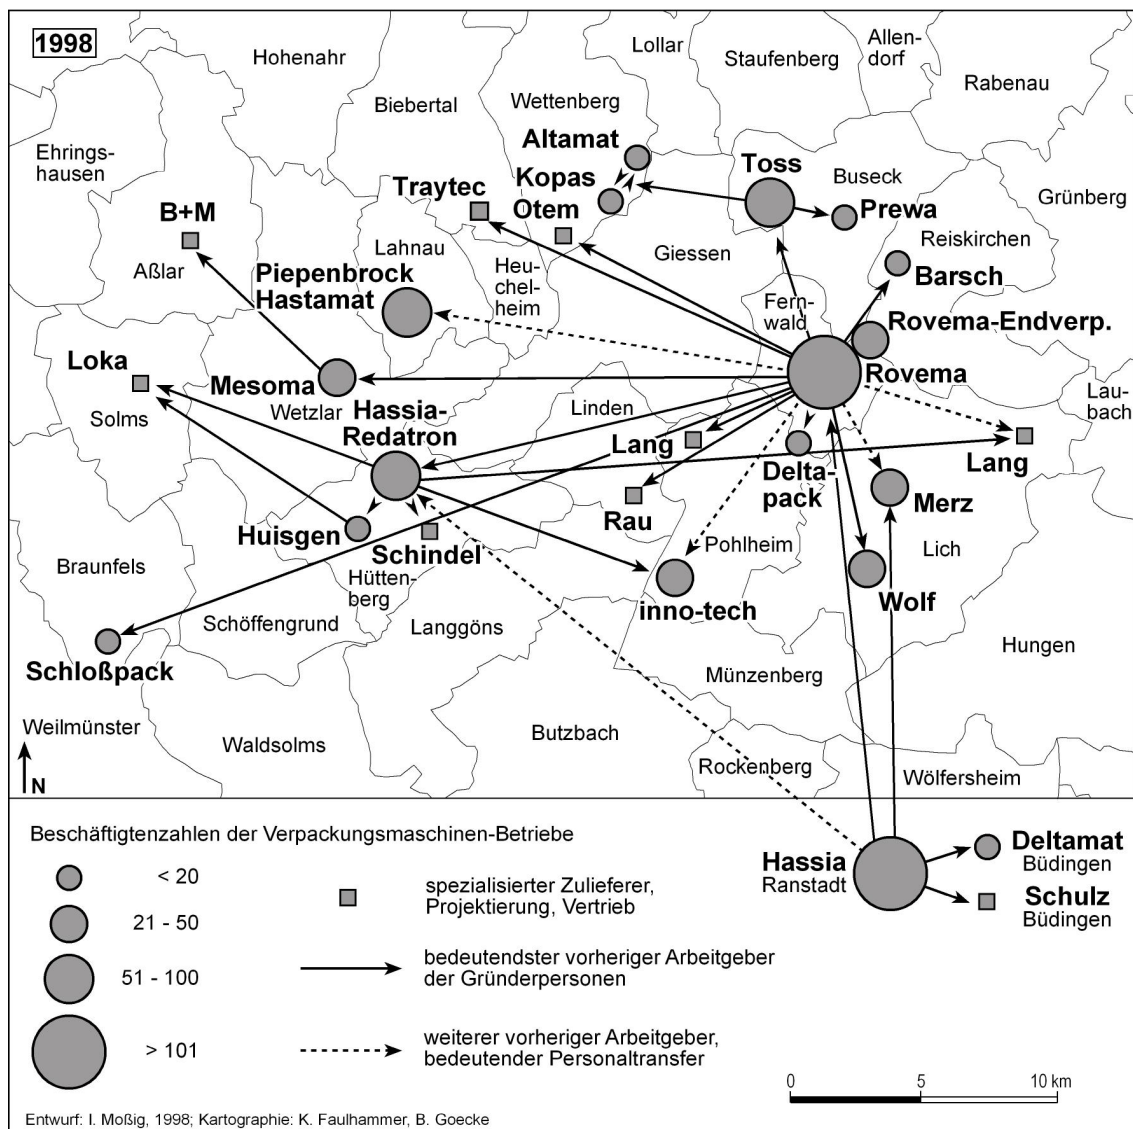 1998
Hohenahr
Lollar
Staufenberg
Allen-
dorf
Rabenau
Biebertal
Wettenberg
Ehrings-
hausen
Altamat
Toss
Buseck
Grünberg
Traytec
Kopas
Otem
Prewa
B+M
Lahnau
Giessen
Reiskirchen
Aßlar
Heu-
chel-
heim
Barsch
Piepenbrock
Hastamat
Fern-
wald
Rovema-Endverp.
Loka
Mesoma
Rovema
Solms
Wetzlar
Hassia-
Redatron
Linden
Lau-
bach
Lang
Lang
Delta-
pack
Merz
Huisgen
Schindel
Rau
Pohlheim
Lich
Braunfels
Hütten-
berg
inno-tech
Wolf
Schöffengrund
Langgöns
Hungen
Schloßpack
Münzenberg
Weilmünster
Waldsolms
Butzbach
Rockenberg
Wölfersheim
N
Hassia
Ranstadt
Deltamat
Büdingen
Schulz
Büdingen
Beschäftigtenzahlen der Verpackungsmaschinen-Betriebe
< 20
21 - 50
51 - 100
> 101
spezialisierter Zulieferer,
Projektierung, Vertrieb
bedeutendster vorheriger Arbeitgeber
der Gründerpersonen
weiterer vorheriger Arbeitgeber,
bedeutender Personaltransfer
0 5 10 km
Entwurf: I. Moßig, 1998; Kartographie: K. Faulhammer, B. Goecke